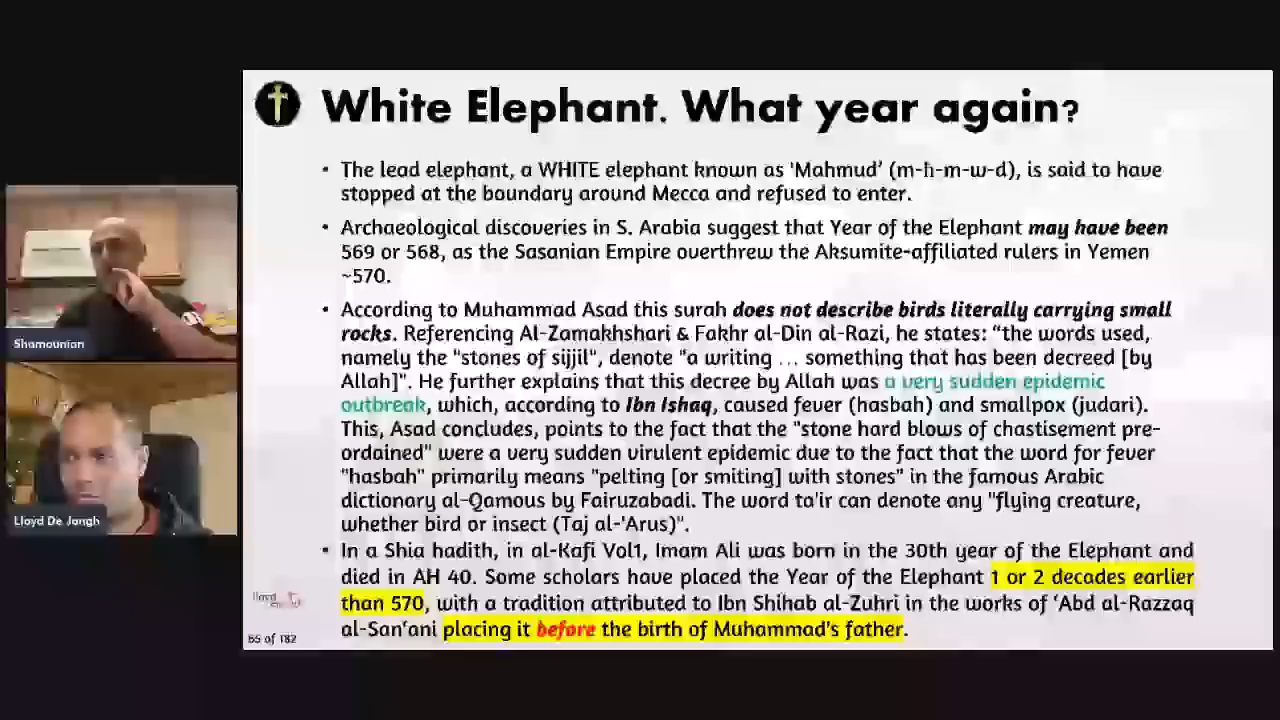 White Elephant. What year again?
• The lead elephant, a WHITE elephant known as 'Mahmud' (m-ḥ-m-w-d), is said to have
stopped at the boundary around Mecca and refused to enter.
• Archaeological discoveries in S. Arabia suggest that Year of the Elephant may have been
569 or 568, as the Sasanian Empire overthrew the Aksumite-affiliated rulers in Yemen
~570.
• According to Muhammad Asad this surah does not describe birds literally carrying small
rocks. Referencing Al-Zamakhshari & Fakhr al-Din al-Razi, he states: "the words used,
namely the "stones of sijjil", denote "a writing ... something that has been decreed [by
Allah]". He further explains that this decree by Allah was a very sudden epidemic
outbreak, which, according to Ibn Ishaq, caused fever (hasbah) and smallpox (judari).
This, Asad concludes, points to the fact that the "stone hard blows of chastisement pre-
ordained" were a very sudden virulent epidemic due to the fact that the word for fever
"hasbah" primarily means "pelting [or smiting] with stones" in the famous Arabic
dictionary al-Qamous by Fairuzabadi. The word ta'ir can denote any "flying creature,
whether bird or insect (Taj al-'Arus)".
• In a Shia hadith, in al-Kafi Vol1, Imam Ali was born in the 30th year of the Elephant and
died in AH 40. Some scholars have placed the Year of the Elephant 1 or 2 decades earlier
than 570, with a tradition attributed to Ibn Shihab al-Zuhri in the works of ʻAbd al-Razzaq
al-Sanʻani placing it before the birth of Muhammad's father.
Shamounian
Lloyd De Jongh
lloyd
65 of 182